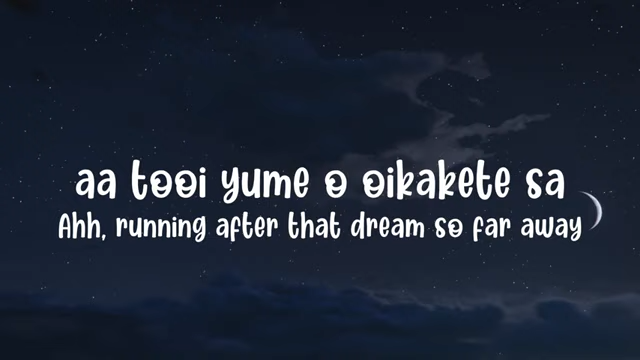 aa tooi yume o oikakete sa
Ahh, running after that dream so far away